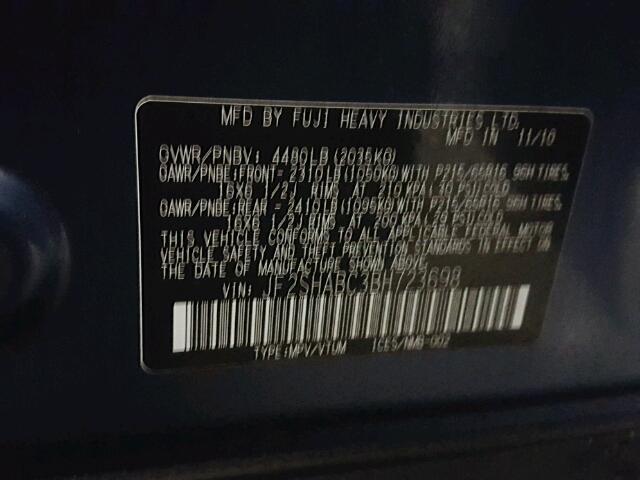 MFD BY FUJI HEAVY INDUSTRIES LTD.
MFD IN 11/10
GVWR/PNBV: 4480LB(2035KG)
GAWR/PNBE:FRONT= 2310LB(1050KG)WITH P215/65R16 96H TIRES,
16X6 1/2J RIMS AT 210 KPA(30 PSI)COLD
GAWR/PNBE:REAR = 2410LB(1095KG)WITH P215/65R16 96H TIRES,
16X6 1/2J RIMS AT 200 KPA(29 PSI)COLD
THIS VEHICLE CONFORMS TO ALL APPLICABLE FEDERAL MOTOR
VEHICLE SAFETY AND THEFT PREVENTION STANDARDS IN EFFECT ON
THE DATE OF MANUFACTURE SHOWN ABOVE.
VIN: JF2SHABC3BH723698
TYPE:MPV/VTUM